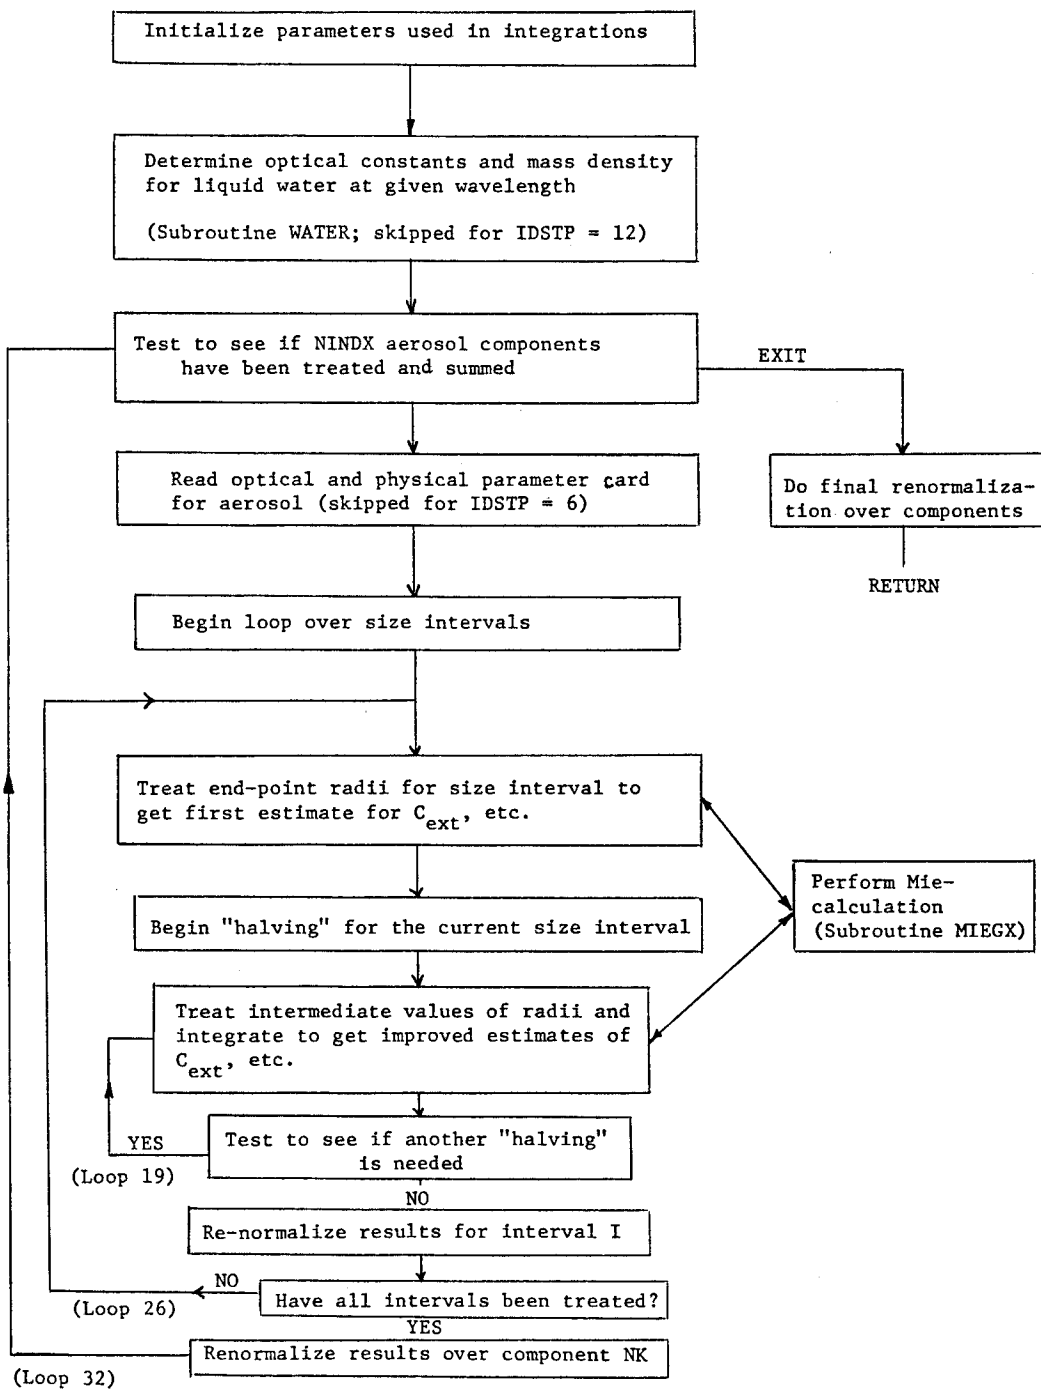 Initialize parameters used in integrations
Determine optical constants and mass density
for liquid water at given wavelength
(Subroutine WATER; skipped for IDSTP = 12)
Test to see if NINDX aerosol components
have been treated and summed
EXIT
Read optical and physical parameter card
for aerosol (skipped for IDSTP = 6)
Do final renormaliza-
tion over components
RETURN
Begin loop over size intervals
Treat end-point radii for size interval to
get first estimate for Cext, etc.
Perform Mie-
calculation
(Subroutine MIEGX)
Begin "halving" for the current size interval
Treat intermediate values of radii and
integrate to get improved estimates of
Cext, etc.
YES
(Loop 19)
Test to see if another "halving"
is needed
NO
Re-normalize results for interval I
NO
(Loop 26)
Have all intervals been treated?
YES
Renormalize results over component NK
(Loop 32)